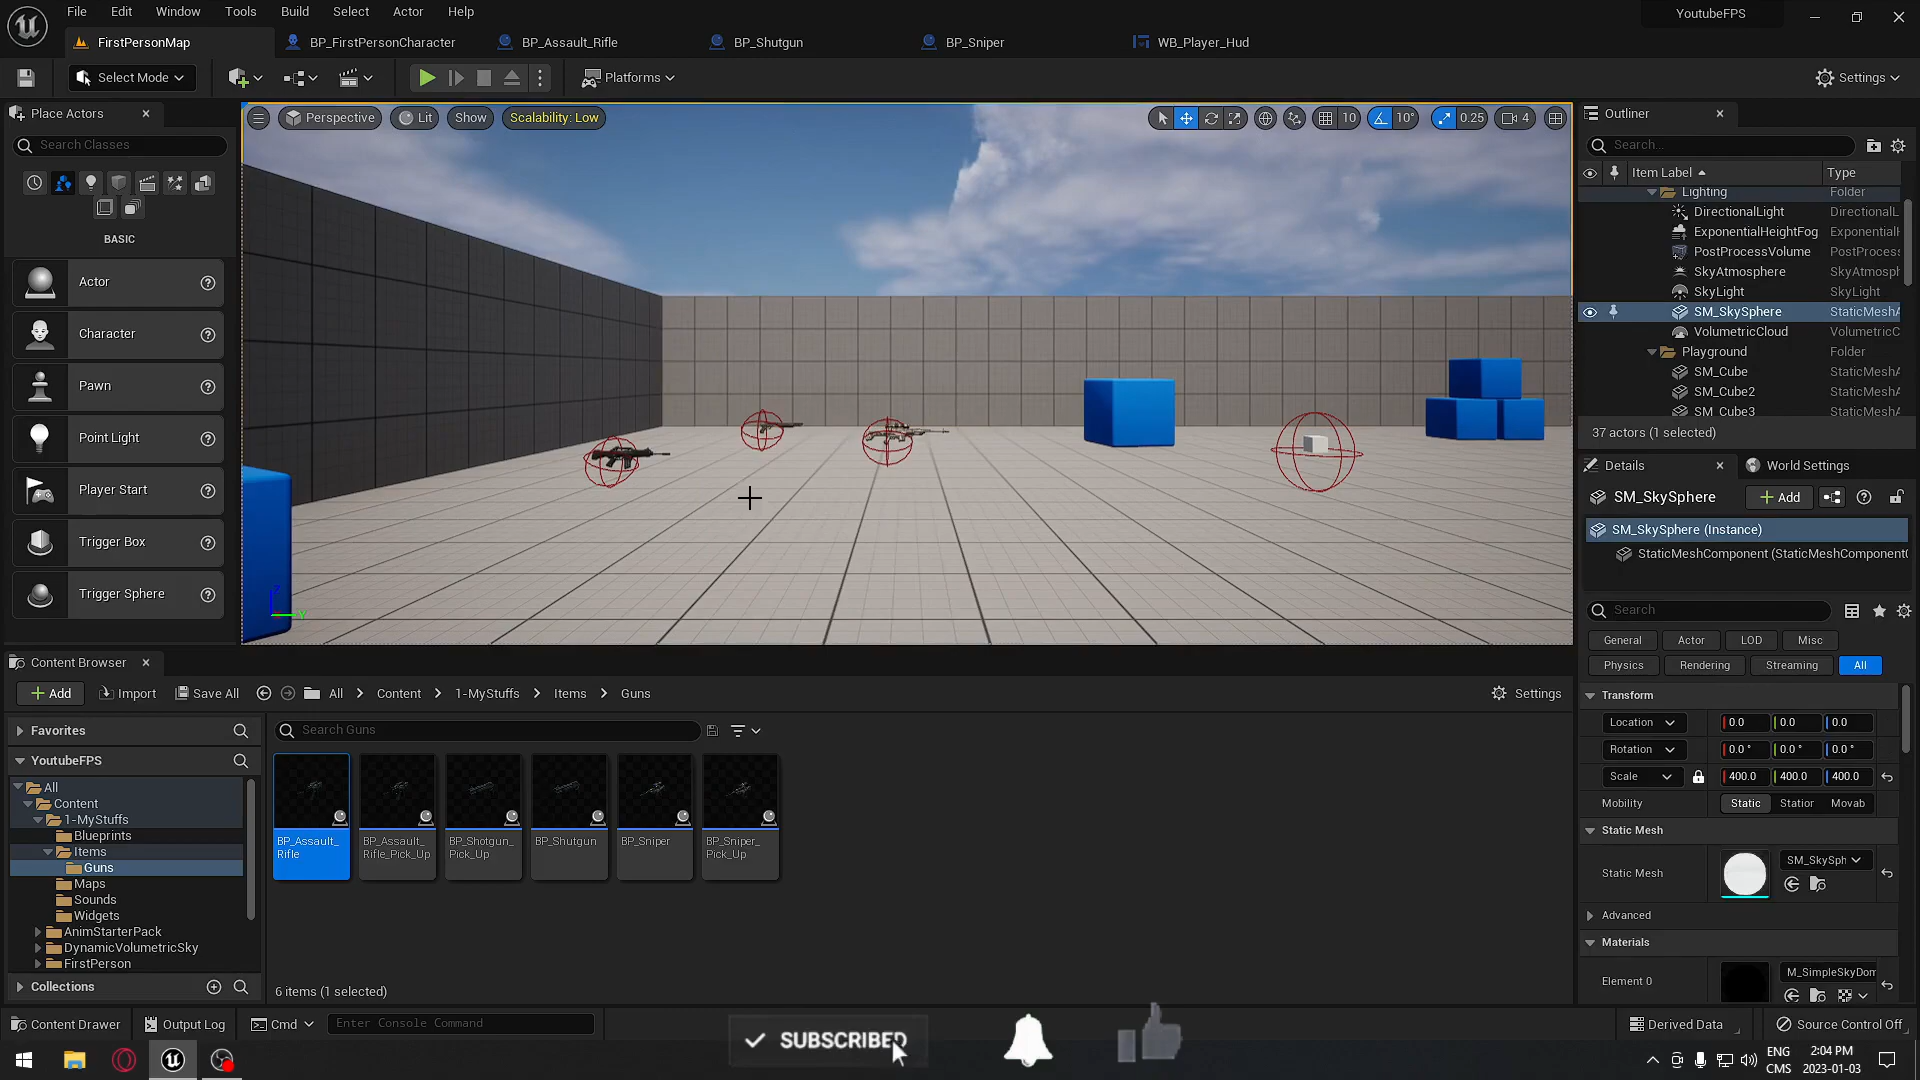 File Edit Window Tools Build Select Actor Help
YoutubeFPS
FirstPersonMap BP_FirstPersonCharacter BP_Assault_Rifle BP_Shutgun BP_Sniper WB_Player_Hud
Select Mode Platforms Settings
Place Actors
Search Classes
BASIC
Actor
Character
Pawn
Point Light
Player Start
Trigger Box
Trigger Sphere
Perspective Lit Show Scalability: Low 10 10° 0.25 4
Z
Y
Outliner
Search...
Item Label Type
Lighting Folder
DirectionalLight DirectionalL
ExponentialHeightFog ExponentialH
PostProcessVolume PostProcess
SkyAtmosphere SkyAtmosph
SkyLight SkyLight
SM_SkySphere StaticMeshA
VolumetricCloud VolumetricC
Playground Folder
SM_Cube StaticMeshA
SM_Cube2 StaticMeshA
SM_Cube3 StaticMeshA
37 actors (1 selected)
Details World Settings
SM_SkySphere Add
SM_SkySphere (Instance)
StaticMeshComponent (StaticMeshComponent
Search
General Actor LOD Misc
Physics Rendering Streaming All
Transform
Location 0.0 0.0 0.0
Rotation 0.0 ° 0.0 ° 0.0 °
Scale 400.0 400.0 400.0
Mobility Static Statior Movab
Static Mesh
Static Mesh SM_SkySph
Advanced
Materials
Element 0 M_SimpleSkyDom
Content Browser
Add Import Save All All Content 1-MyStuffs Items Guns Settings
Favorites
YoutubeFPS
All
Content
1-MyStuffs
Blueprints
Items
Guns
Maps
Sounds
Widgets
AnimStarterPack
DynamicVolumetricSky
FirstPerson
Collections
Search Guns
BP_Assault_
Rifle
BP_Assault_
Rifle_Pick_Up
BP_Shotgun_
Pick_Up
BP_Shutgun
BP_Sniper
BP_Sniper_
Pick_Up
6 items (1 selected)
Content Drawer Output Log Cmd Enter Console Command
SUBSCRIBED
Derived Data Source Control Off
ENG
CMS
2:04 PM
2023-01-03